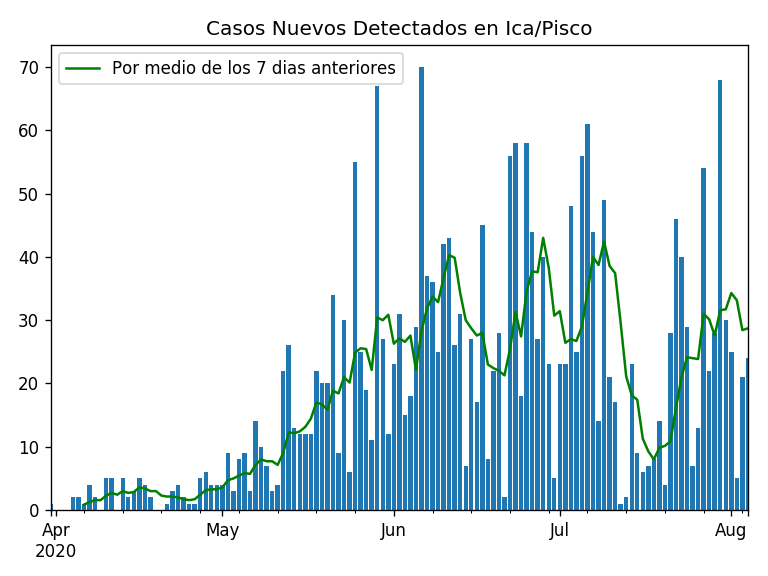 Casos Nuevos Detectados en Ica/Pisco
Por medio de los 7 dias anteriores
70
60
50
40
30
20
10
0
Apr
2020
May
Jun
Jul
Aug